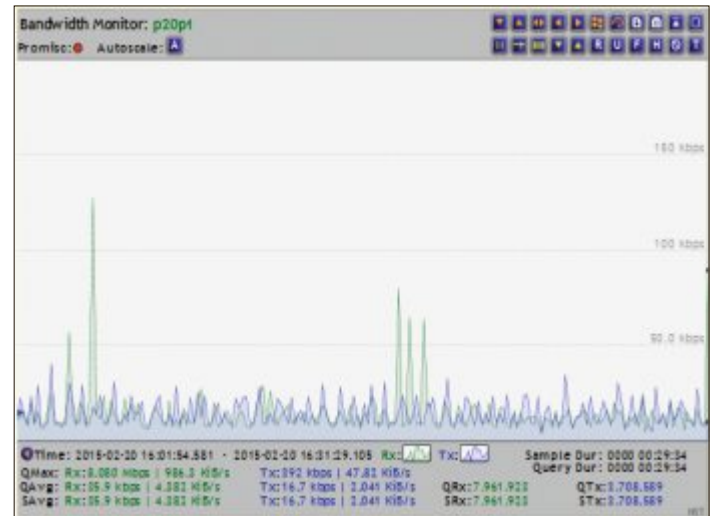 Bandwidth Monitor: p20p1
Promisc: Autoscale: A
R U F H
150 kbps
100 kbps
50.0 kbps
Time: 2015-02-20 16:01:54.581 - 2015-02-20 16:31:29.105 Rx: Tx: Sample Dur: 0000 00:29:34
Query Dur: 0000 00:29:34
QMax: Rx:8.080 Mbps | 986.3 KiB/s Tx:392 kbps | 47.82 KiB/s
QAvg: Rx:35.9 kbps | 4.382 KiB/s Tx:16.7 kbps | 2.041 KiB/s QRx:7.961.923 QTx:3.708.589
SAvg: Rx:35.9 kbps | 4.382 KiB/s Tx:16.7 kbps | 2.041 KiB/s SRx:7.961.923 STx:3.708.589